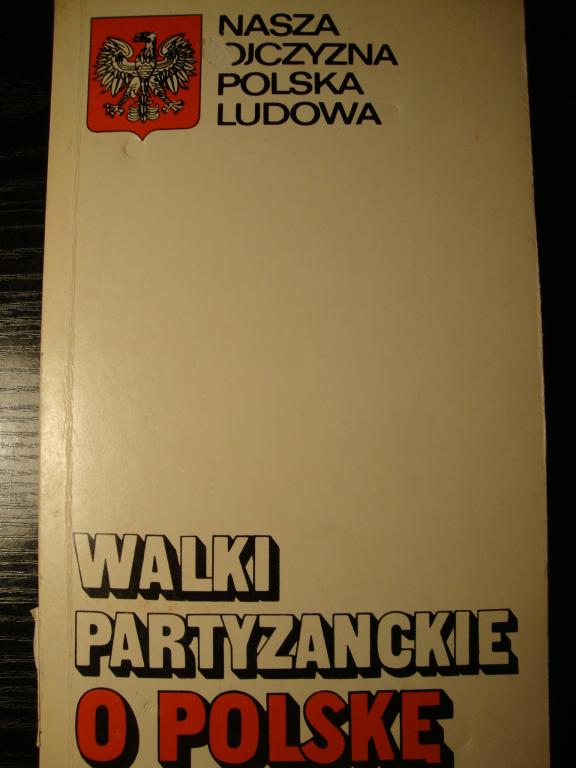 NASZA
OJCZYZNA
POLSKA
LUDOWA
WALKI
PARTYZANCKIE
O POLSKĘ